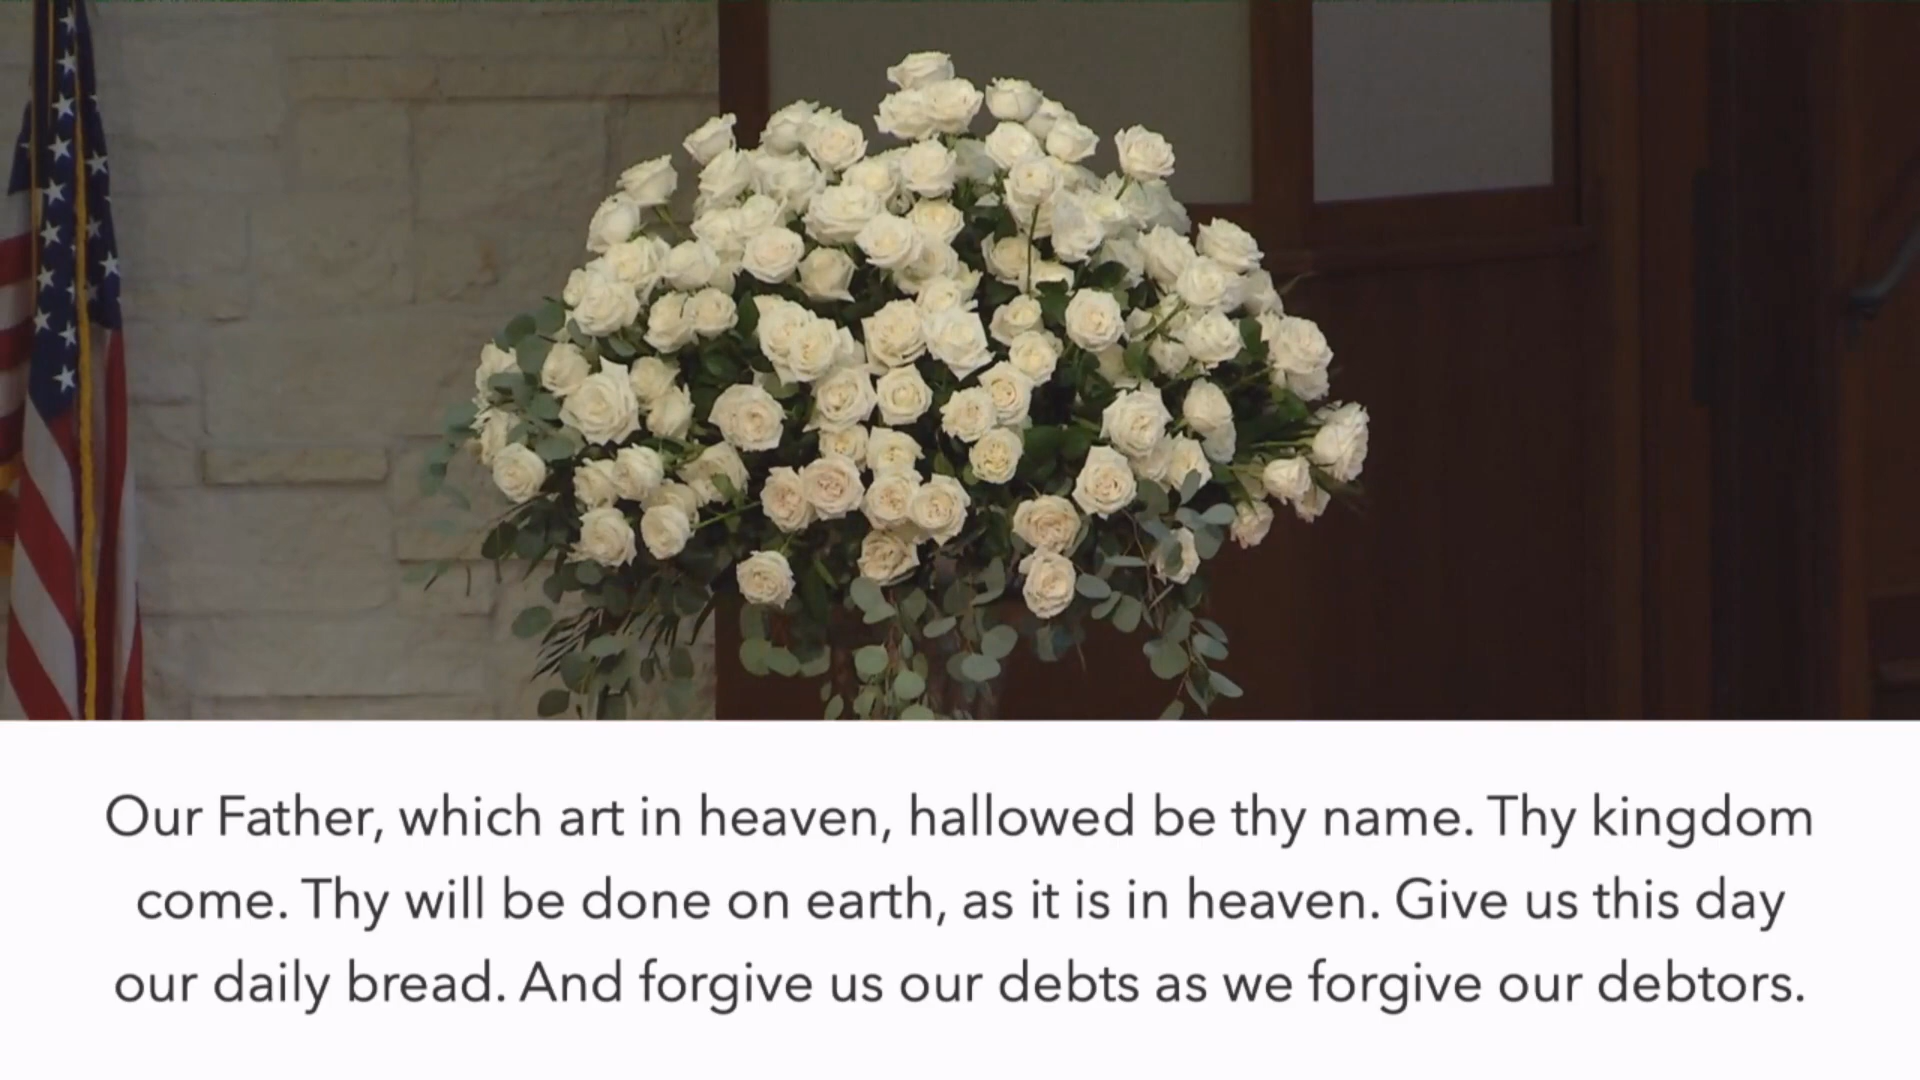 Our Father, which art in heaven, hallowed be thy name. Thy kingdom
come. Thy will be done on earth, as it is in heaven. Give us this day
our daily bread. And forgive us our debts as we forgive our debtors.